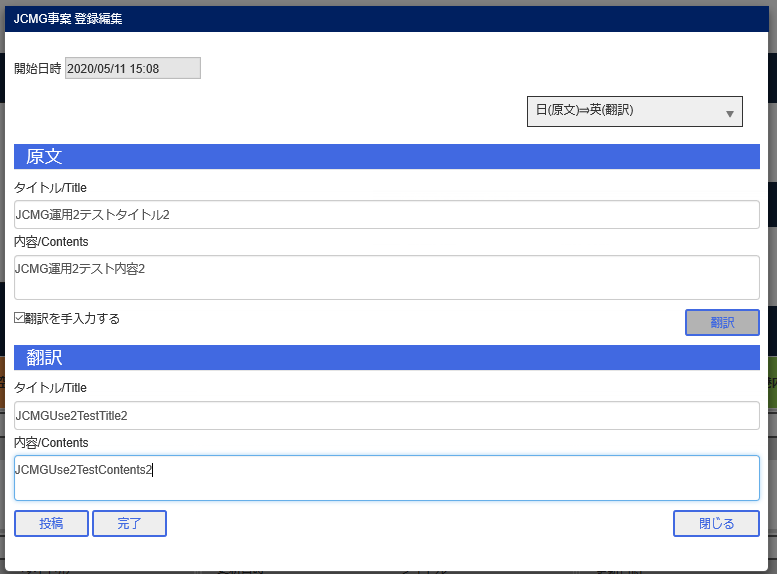 JCMG事案 登録編集
開始日時 2020/05/11 15:08
日(原文)⇒英(翻訳)
原文
タイトル/Title
JCMG運用2テストタイトル2
内容/Contents
JCMG運用2テスト内容2
翻訳を手入力する
翻訳
翻訳
タイトル/Title
JCMGUse2TestTitle2
内容/Contents
JCMGUse2TestContents2
投稿 完了 閉じる